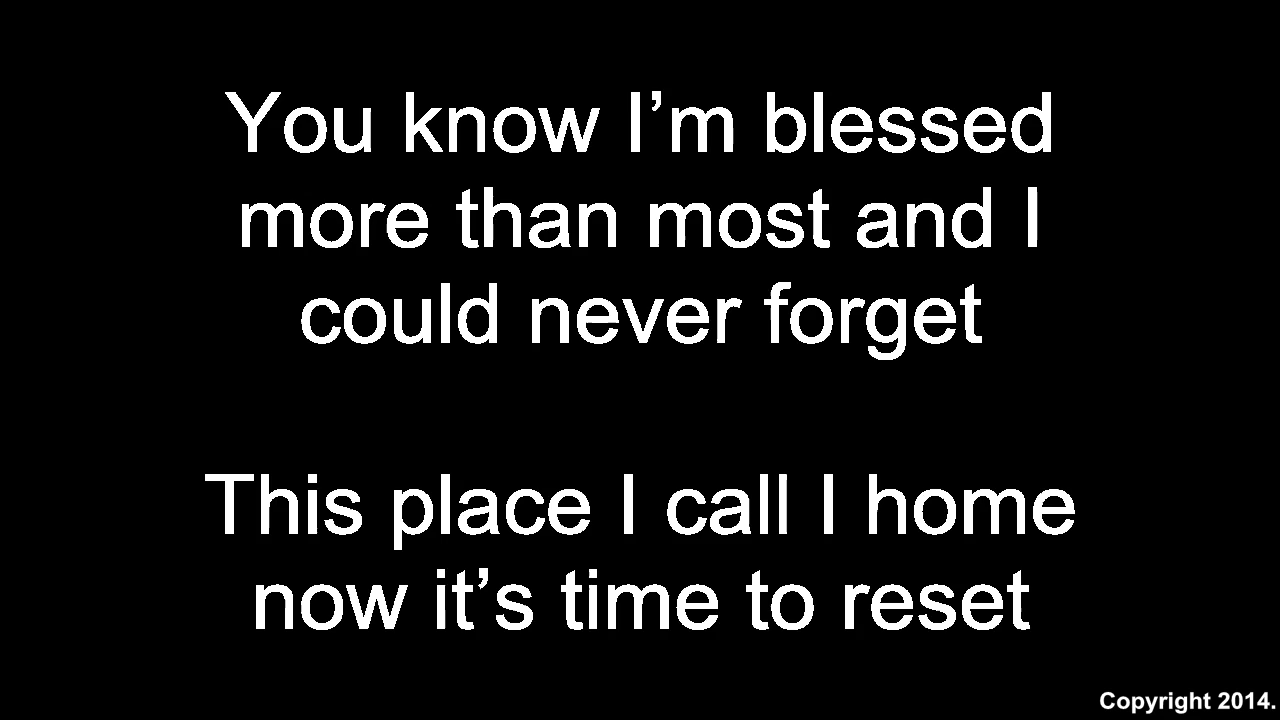 You know I’m blessed
more than most and I
could never forget
This place I call I home
now it’s time to reset
Copyright 2014.